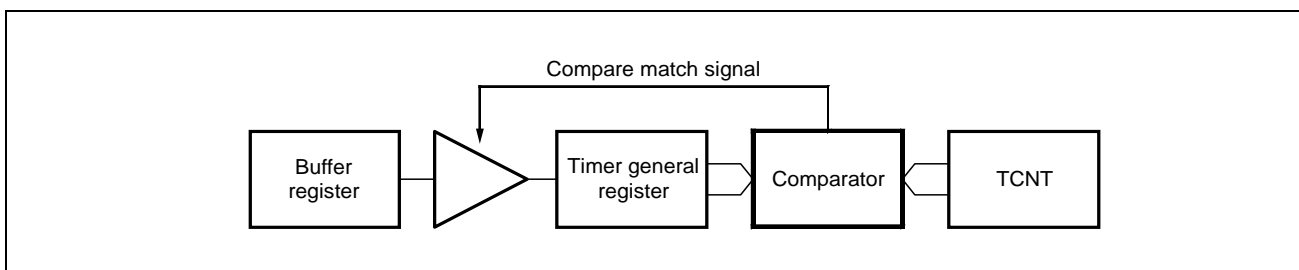 Compare match signal
Buffer
register
Timer general
register
Comparator
TCNT